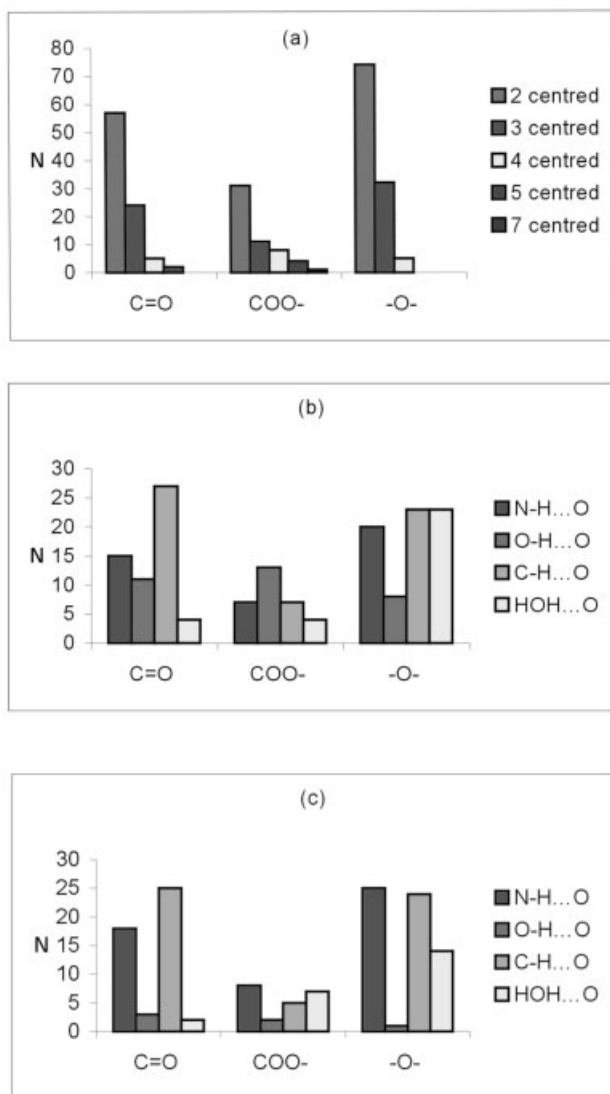 (a)
80
70
60
50
N
40
30
20
10
0
C=O COO- -O-
2 centred
3 centred
4 centred
5 centred
7 centred
(b)
30
25
20
N
15
10
5
0
C=O COO- -O-
N-H...O
O-H...O
C-H...O
HOH...O
(c)
30
25
20
N
15
10
5
0
C=O COO- -O-
N-H...O
O-H...O
C-H...O
HOH...O